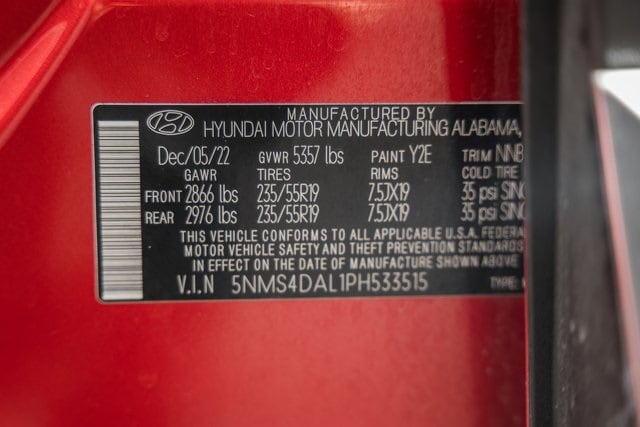 MANUFACTURED BY
HYUNDAI MOTOR MANUFACTURING ALABAMA,
Dec/05/22 GVWR 5357 lbs PAINT Y2E TRIM NNB
GAWR TIRES RIMS COLD TIRE
FRONT 2866 lbs 235/55R19 7.5JX19 35 psi SING
REAR 2976 lbs 235/55R19 7.5JX19 35 psi SING
THIS VEHICLE CONFORMS TO ALL APPLICABLE U.S.A. FEDERA
MOTOR VEHICLE SAFETY AND THEFT PREVENTION STANDARDS
IN EFFECT ON THE DATE OF MANUFACTURE SHOWN ABOVE
V.I.N 5NMS4DAL1PH533515 TYPE: